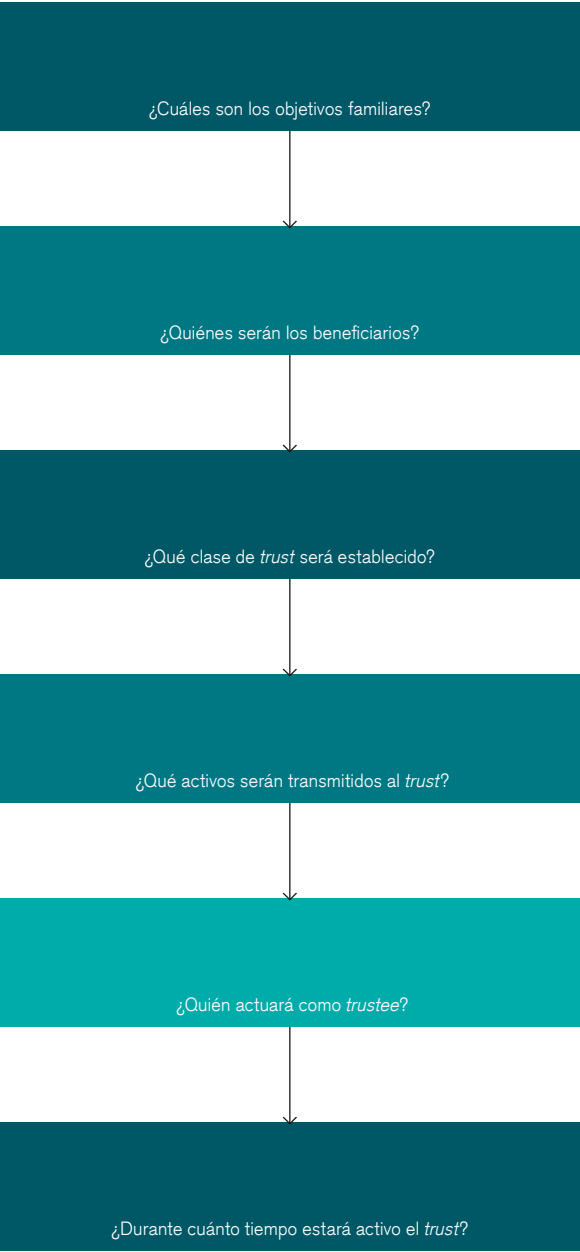 ¿Cuáles son los objetivos familiares?
¿Quiénes serán los beneficiarios?
¿Qué clase de trust será establecido?
¿Qué activos serán transmitidos al trust?
¿Quién actuará como trustee?
¿Durante cuánto tiempo estará activo el trust?